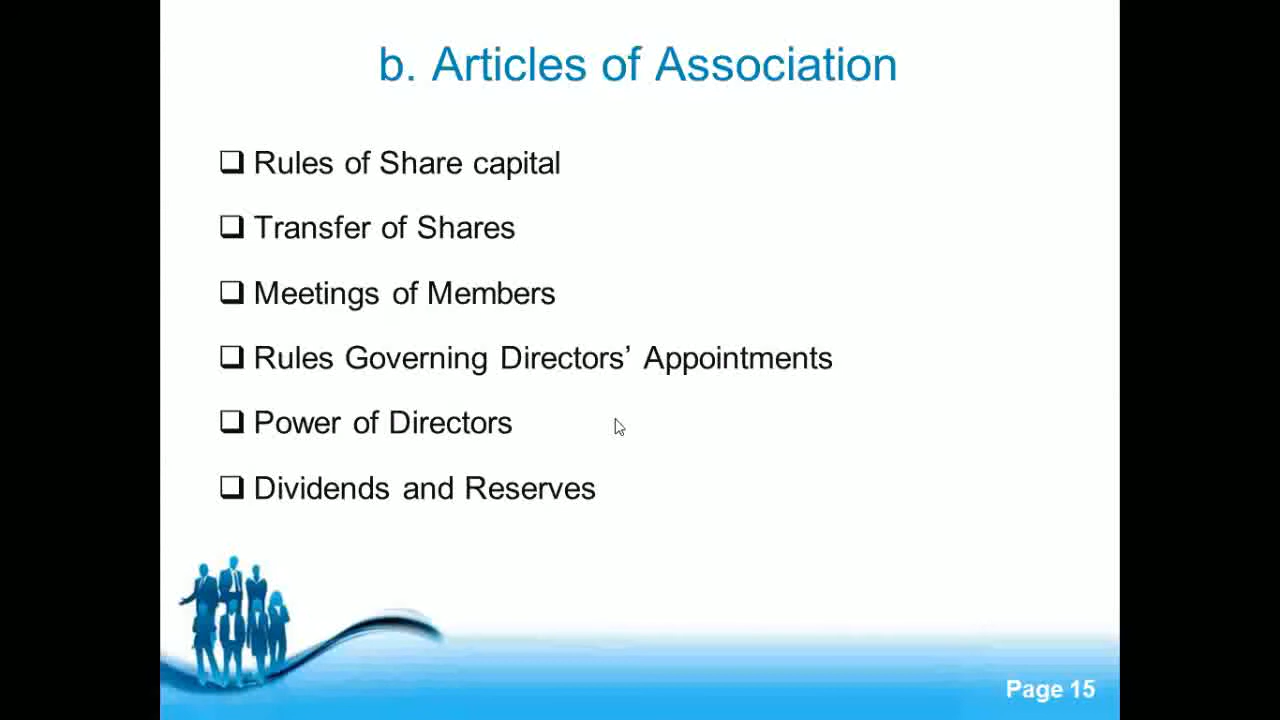 b. Articles of Association
Rules of Share capital
Transfer of Shares
Meetings of Members
Rules Governing Directors’ Appointments
Power of Directors
Dividends and Reserves
Page 15